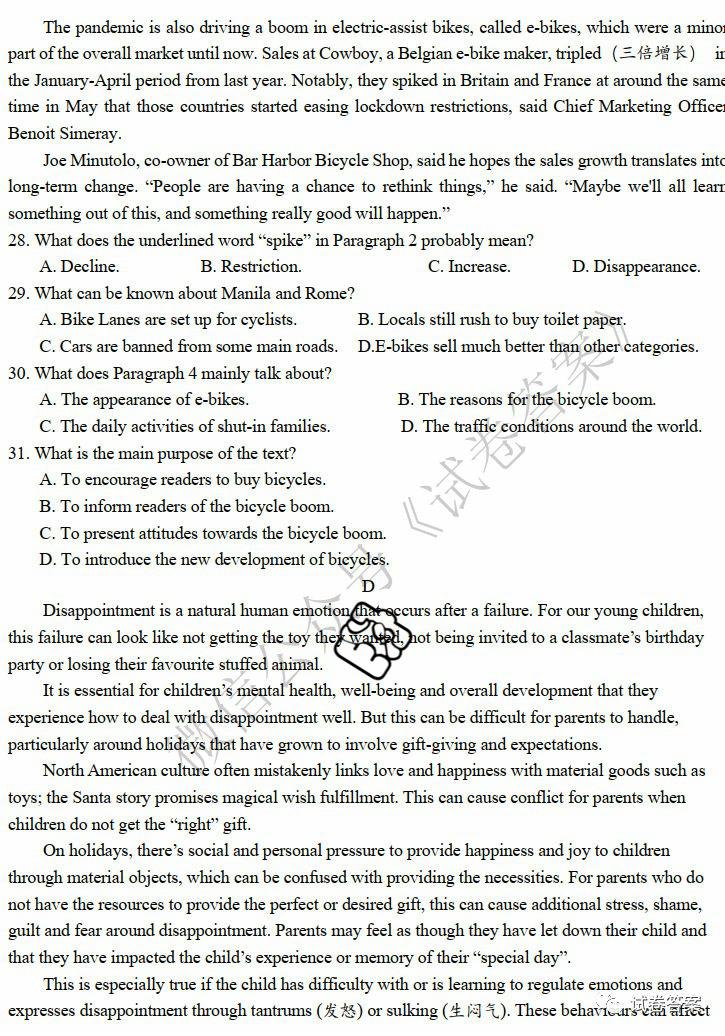 The pandemic is also driving a boom in electric-assist bikes, called e-bikes, which were a minor
part of the overall market until now. Sales at Cowboy, a Belgian e-bike maker, tripled (三倍增长) in
the January-April period from last year. Notably, they spiked in Britain and France at around the same
time in May that those countries started easing lockdown restrictions, said Chief Marketing Officer
Benoit Simeray.
Joe Minutolo, co-owner of Bar Harbor Bicycle Shop, said he hopes the sales growth translates into
long-term change. “People are having a chance to rethink things,” he said. “Maybe we'll all learn
something out of this, and something really good will happen.”
28. What does the underlined word “spike” in Paragraph 2 probably mean?
A. Decline. B. Restriction. C. Increase. D. Disappearance.
29. What can be known about Manila and Rome?
A. Bike Lanes are set up for cyclists. B. Locals still rush to buy toilet paper.
C. Cars are banned from some main roads. D.E-bikes sell much better than other categories.
30. What does Paragraph 4 mainly talk about?
A. The appearance of e-bikes. B. The reasons for the bicycle boom.
C. The daily activities of shut-in families. D. The traffic conditions around the world.
31. What is the main purpose of the text?
A. To encourage readers to buy bicycles.
B. To inform readers of the bicycle boom.
C. To present attitudes towards the bicycle boom.
D. To introduce the new development of bicycles.
D
Disappointment is a natural human emotion that occurs after a failure. For our young children,
this failure can look like not getting the toy they wanted, not being invited to a classmate’s birthday
party or losing their favourite stuffed animal.
It is essential for children’s mental health, well-being and overall development that they
experience how to deal with disappointment well. But this can be difficult for parents to handle,
particularly around holidays that have grown to involve gift-giving and expectations.
North American culture often mistakenly links love and happiness with material goods such as
toys; the Santa story promises magical wish fulfillment. This can cause conflict for parents when
children do not get the “right” gift.
On holidays, there’s social and personal pressure to provide happiness and joy to children
through material objects, which can be confused with providing the necessities. For parents who do
not have the resources to provide the perfect or desired gift, this can cause additional stress, shame,
guilt and fear around disappointment. Parents may feel as though they have let down their child and
that they have impacted the child’s experience or memory of their “special day”.
This is especially true if the child has difficulty with or is learning to regulate emotions and
expresses disappointment through tantrums (发怒) or sulking (生闷气). These behaviours can affect
微信公众号《试卷答案》
试卷答案